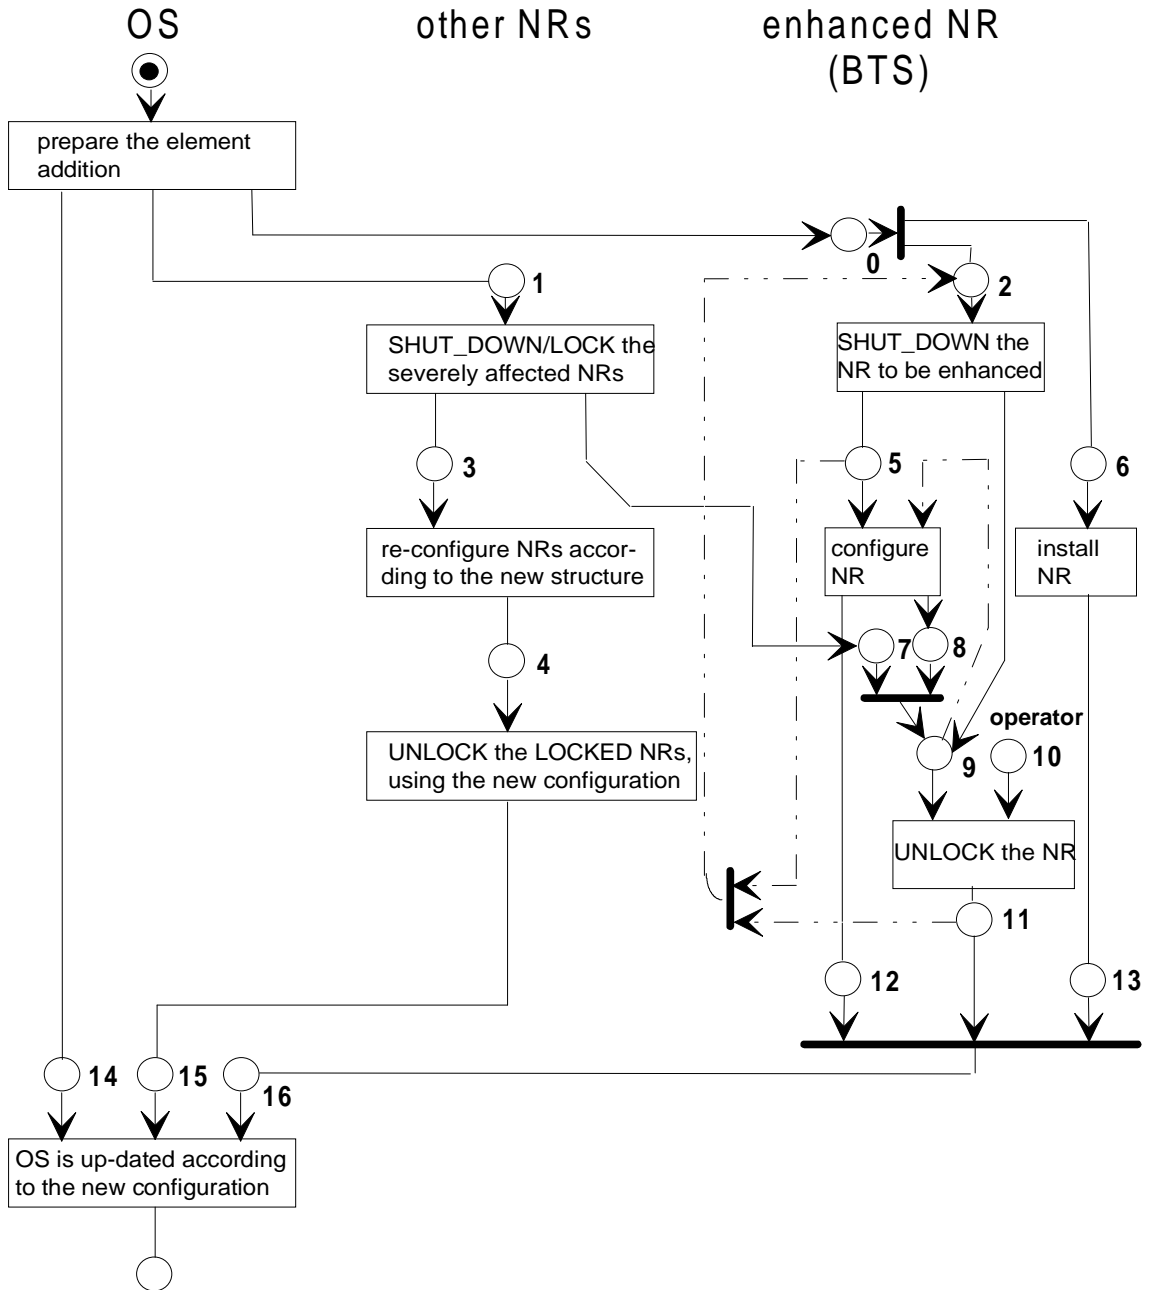 OS
other NRs
enhanced NR
(BTS)
prepare the element
addition
0
1
2
SHUT_DOWN/LOCK the
severely affected NRs
SHUT_DOWN the
NR to be enhanced
3
5
6
re-configure NRs accor-
ding to the new structure
configure
NR
install
NR
4
7
8
operator
9
10
UNLOCK the LOCKED NRs,
using the new configuration
UNLOCK the NR
11
12
13
14
15
16
OS is up-dated according
to the new configuration